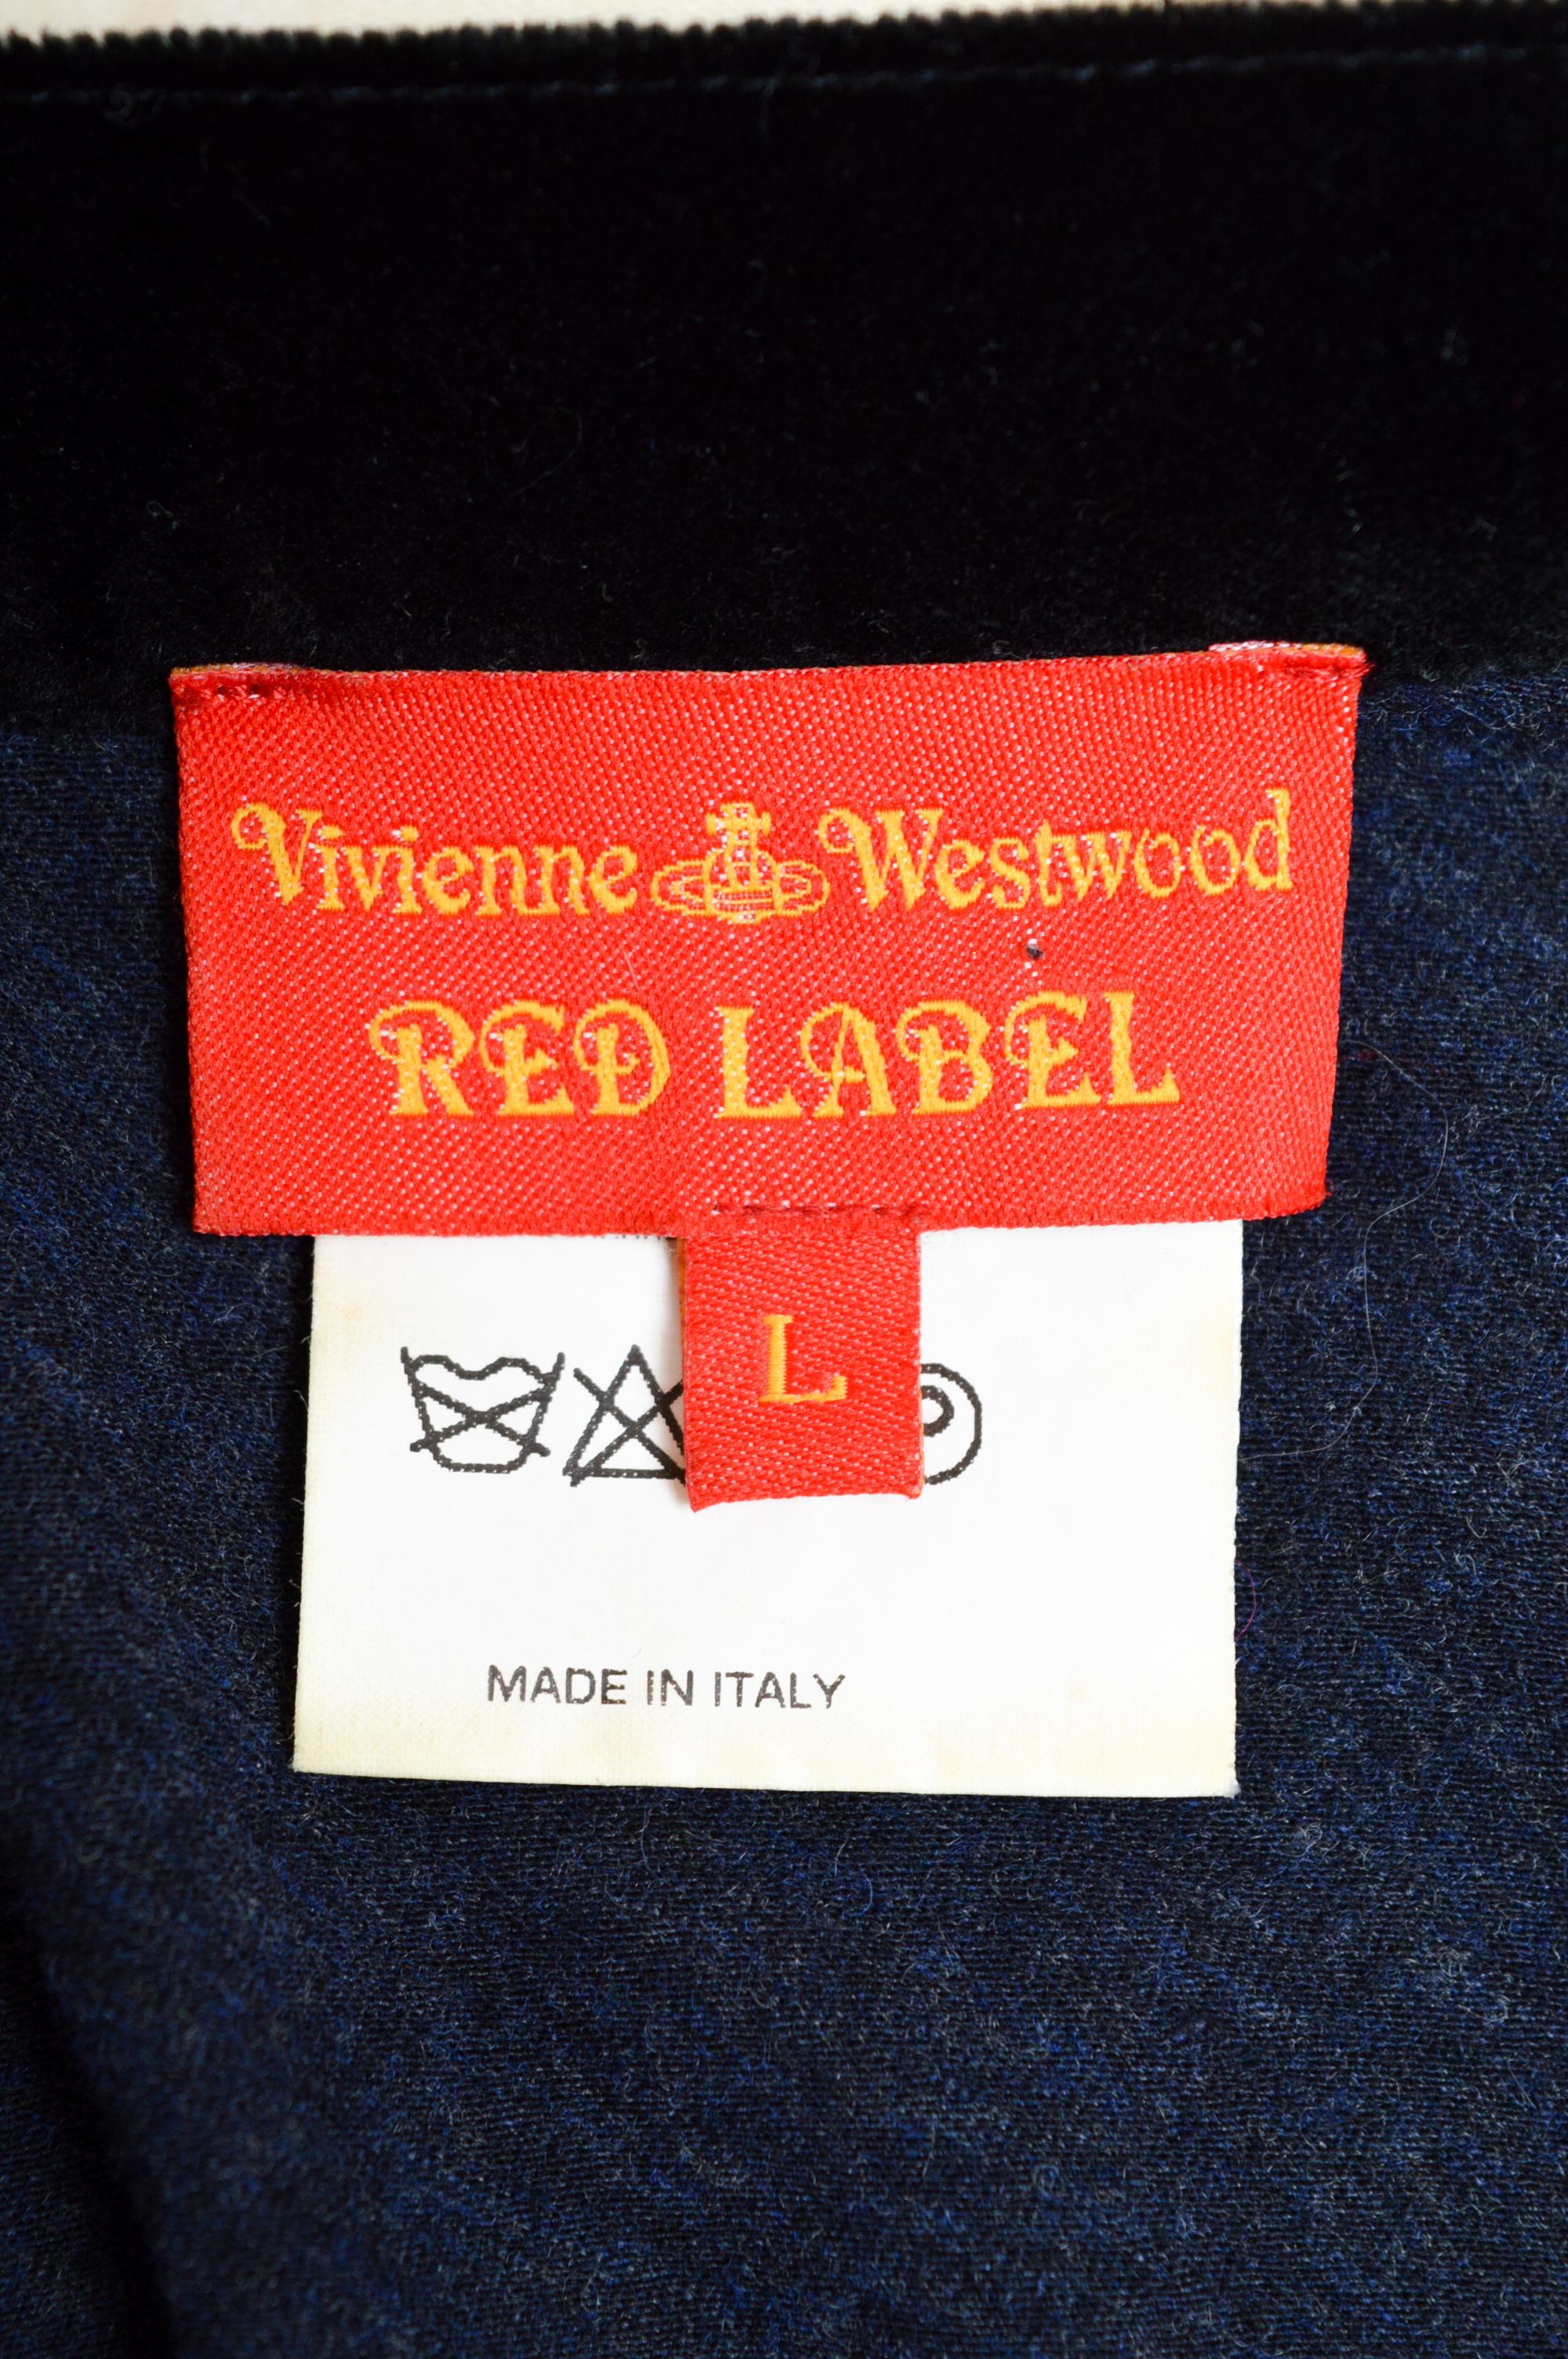 Vivienne Westwood
RED LABEL
L
MADE IN ITALY